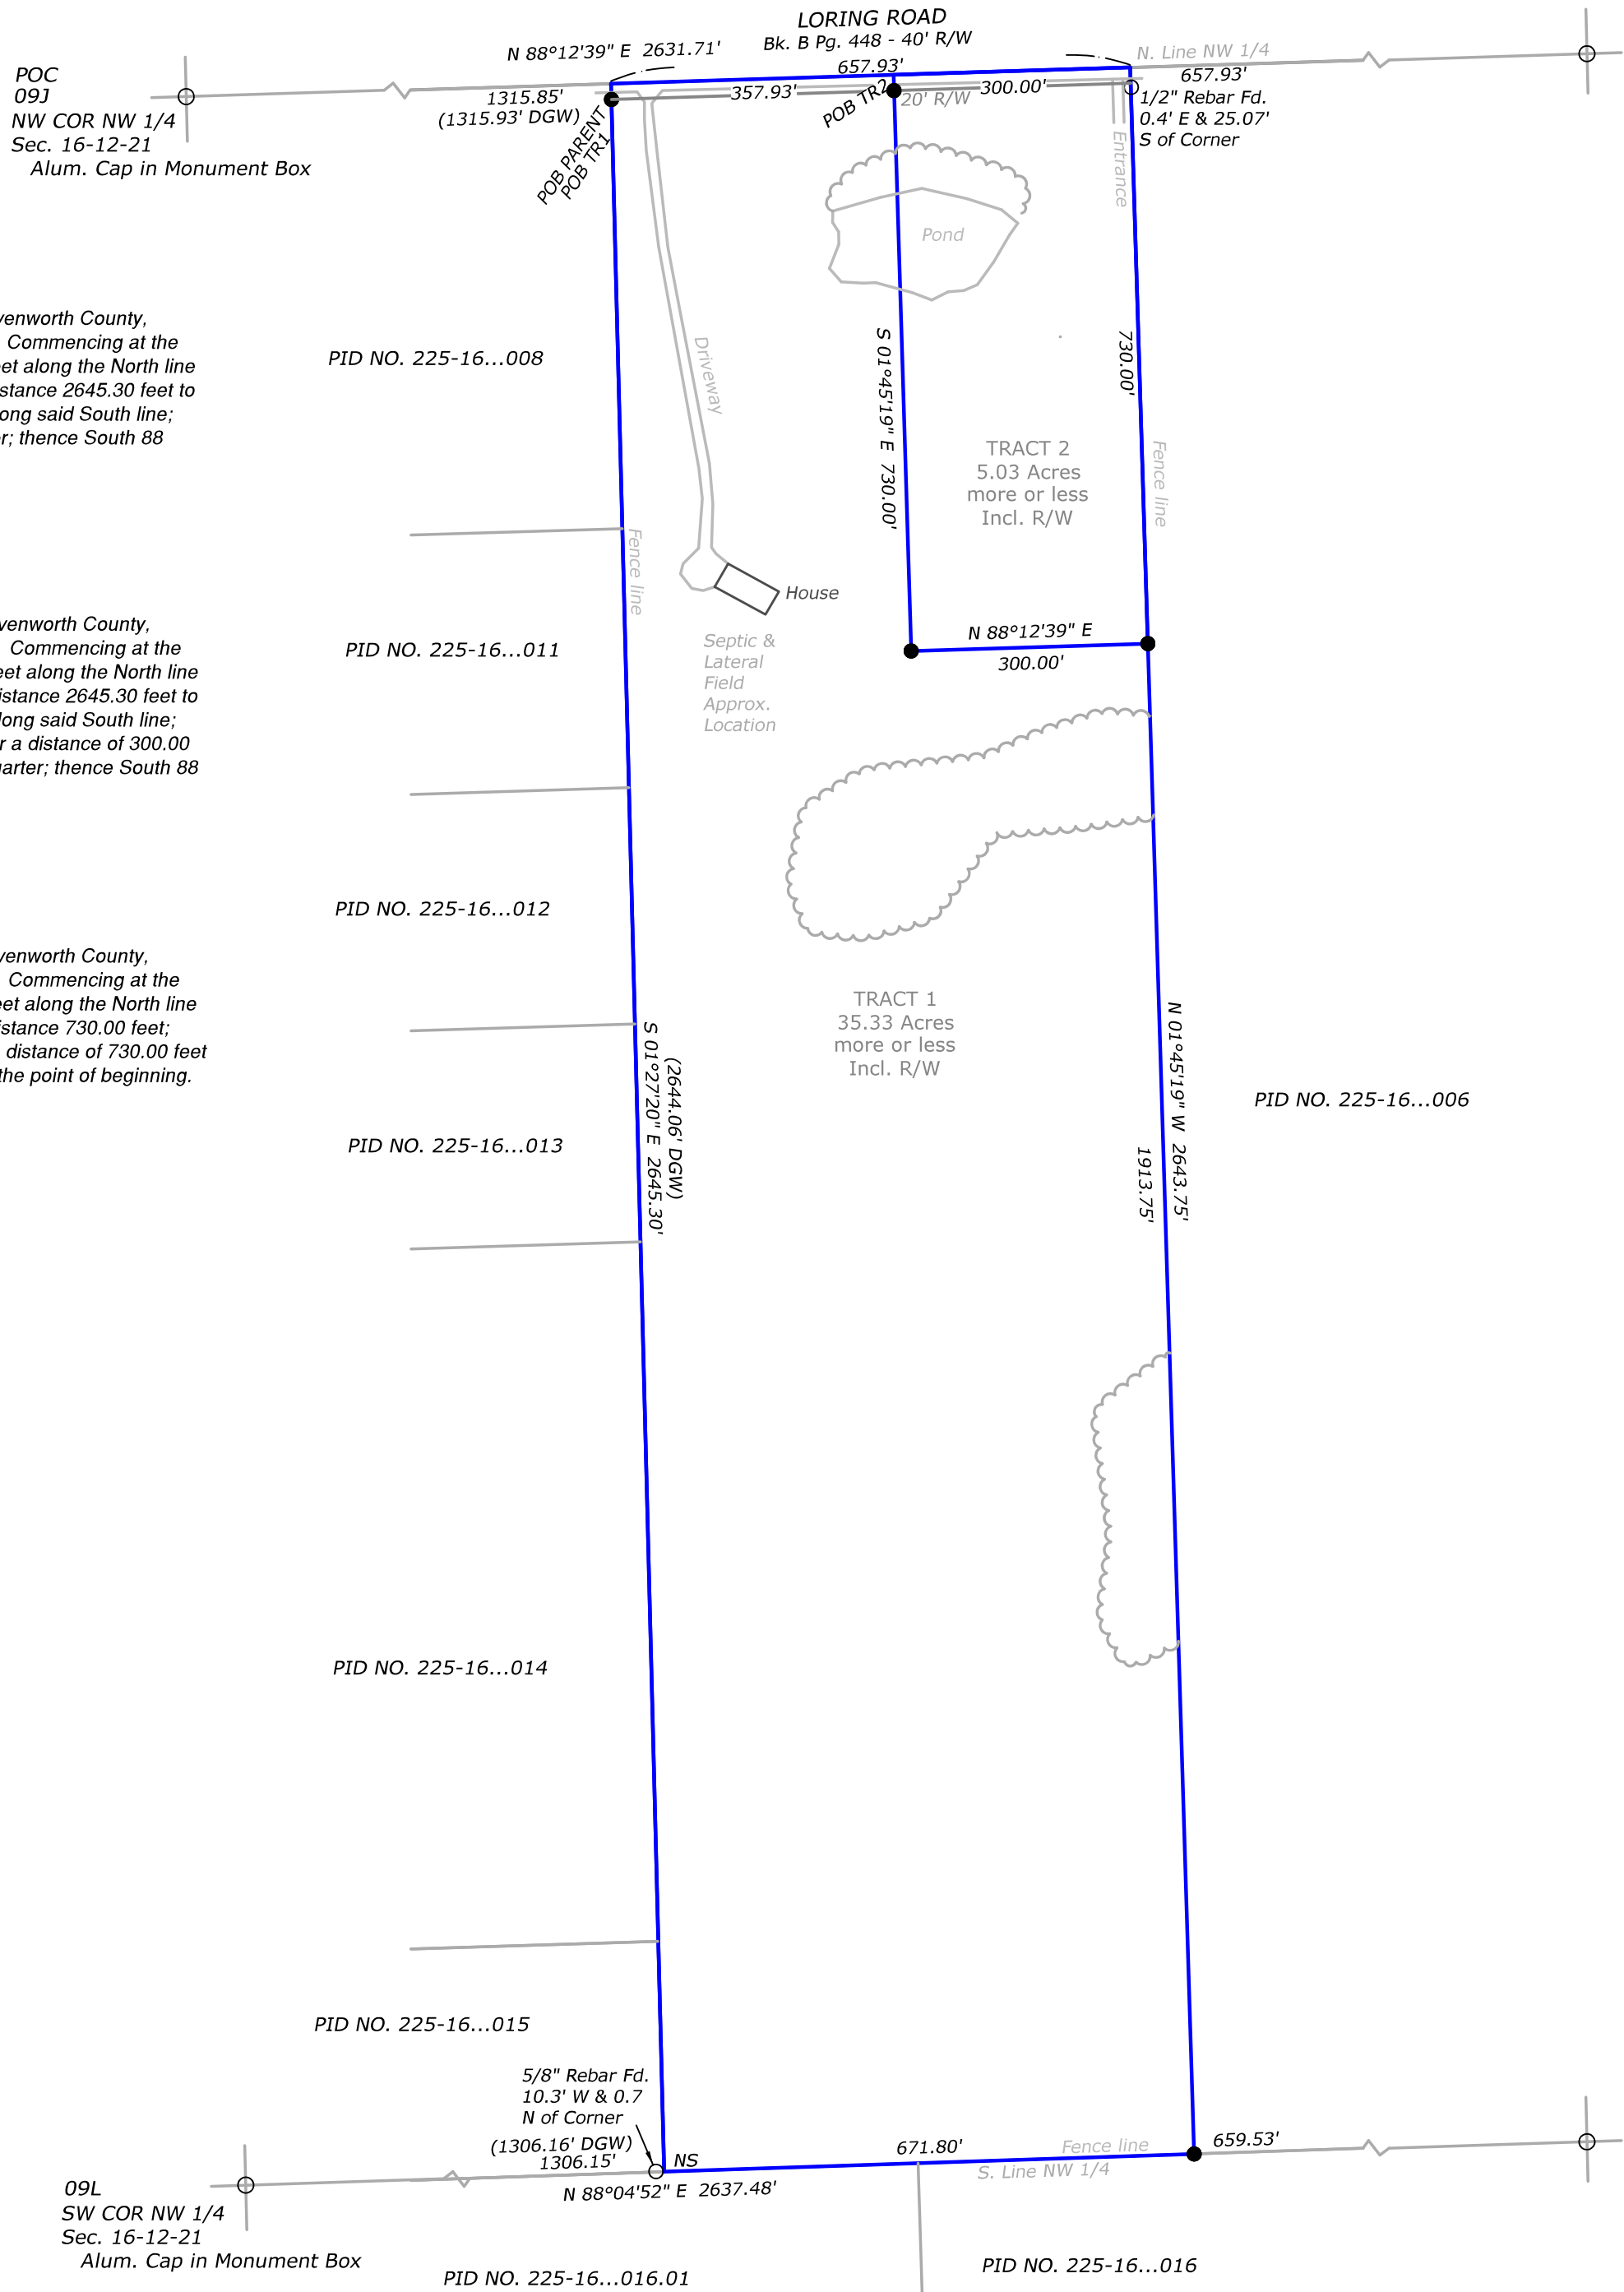 LORING ROAD
Bk. B Pg. 448 - 40' R/W
N 88°12'39" E 2631.71'
N. Line NW 1/4
657.93'
657.93'
POC
09J
NW COR NW 1/4
Sec. 16-12-21
Alum. Cap in Monument Box
1315.85'
(1315.93' DGW)
357.93'
POB TR2
20' R/W
300.00'
1/2" Rebar Fd.
0.4' E & 25.07'
S of Corner
POB PARENT
POB TR1
Entrance
Pond
venworth County,
Commencing at the
et along the North line
stance 2645.30 feet to
ong said South line;
r; thence South 88
PID NO. 225-16...008
Driveway
S 01°45'19" E 730.00'
730.00'
TRACT 2
5.03 Acres
more or less
Incl. R/W
Fence line
Fence line
House
venworth County,
Commencing at the
eet along the North line
istance 2645.30 feet to
long said South line;
r a distance of 300.00
uarter; thence South 88
PID NO. 225-16...011
Septic &
Lateral
Field
Approx.
Location
N 88°12'39" E
300.00'
PID NO. 225-16...012
venworth County,
Commencing at the
eet along the North line
istance 730.00 feet;
distance of 730.00 feet
the point of beginning.
TRACT 1
35.33 Acres
more or less
Incl. R/W
S 01°27'20" E 2645.30'
(2644.06' DGW)
N 01°45'19" W 2643.75'
1913.75'
PID NO. 225-16...006
PID NO. 225-16...013
PID NO. 225-16...014
PID NO. 225-16...015
5/8" Rebar Fd.
10.3' W & 0.7
N of Corner
(1306.16' DGW)
1306.15'
NS
671.80'
Fence line
659.53'
S. Line NW 1/4
N 88°04'52" E 2637.48'
09L
SW COR NW 1/4
Sec. 16-12-21
Alum. Cap in Monument Box
PID NO. 225-16...016.01
PID NO. 225-16...016